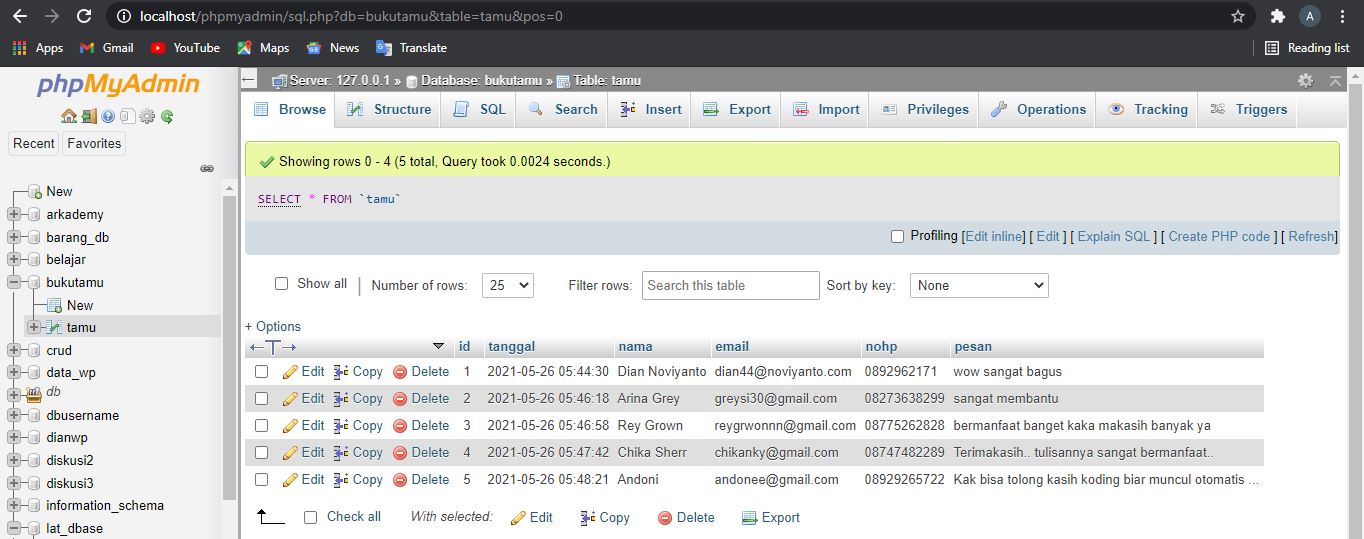 localhost/phpmyadmin/sql.php?db=bukutamu&table=tamu&pos=0
A
Apps Gmail YouTube Maps News Translate Reading list
phpMyAdmin
Server: 127.0.0.1 » Database: bukutamu » Table: tamu
Browse Structure SQL Search Insert Export Import Privileges Operations Tracking Triggers
Recent Favorites
New
arkademy
barang_db
belajar
bukutamu
New
tamu
crud
data_wp
db
dbusername
dianwp
diskusi2
diskusi3
information_schema
lat_dbase
Showing rows 0 - 4 (5 total, Query took 0.0024 seconds.)
SELECT * FROM `tamu`
Profiling [Edit inline] [ Edit ] [ Explain SQL ] [ Create PHP code ] [ Refresh]
Show all | Number of rows: 25 Filter rows: Search this table Sort by key: None
+ Options
←T→ id tanggal nama email nohp pesan
Edit Copy Delete 1 2021-05-26 05:44:30 Dian Noviyanto dian44@noviyanto.com 0892962171 wow sangat bagus
Edit Copy Delete 2 2021-05-26 05:46:18 Arina Grey greysi30@gmail.com 08273638299 sangat membantu
Edit Copy Delete 3 2021-05-26 05:46:58 Rey Grown reygrwonnn@gmail.com 08775262828 bermanfaat banget kaka makasih banyak ya
Edit Copy Delete 4 2021-05-26 05:47:42 Chika Sherr chikanky@gmail.com 08747482289 Terimakasih.. tulisannya sangat bermanfaat..
Edit Copy Delete 5 2021-05-26 05:48:21 Andoni andonee@gmail.com 08929265722 Kak bisa tolong kasih koding biar muncul otomatis ...
Check all With selected: Edit Copy Delete Export